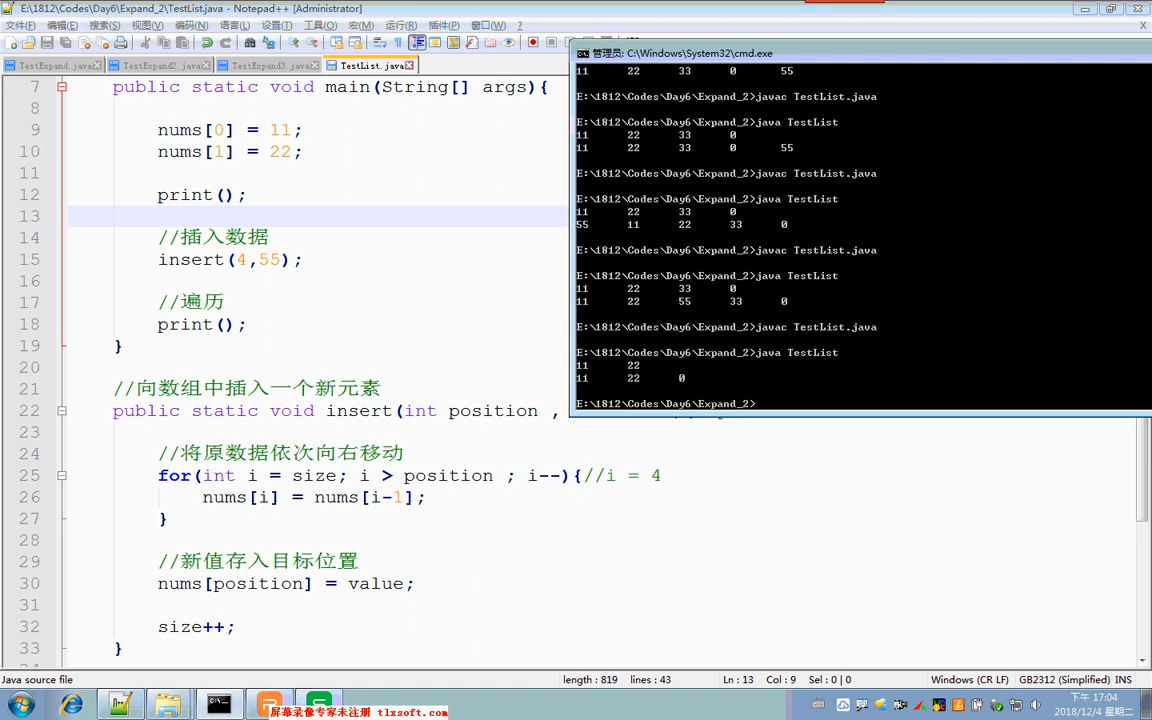 E:\1812\Codes\Day6\Expand_2\TestList.java - Notepad++ [Administrator]
文件(F) 编辑(E) 搜索(S) 视图(V) 编码(N) 语言(L) 设置(T) 工具(O) 宏(M) 运行(R) 插件(P) 窗口(W) ? X
TestExpand.java TestExpand2.java TestExpand3.java TestList.java
7 public static void main(String[] args){
8
9 nums[0] = 11;
10 nums[1] = 22;
11
12 print();
13
14 //插入数据
15 insert(4,55);
16
17 //遍历
18 print();
19 }
20
21 //向数组中插入一个新元素
22 public static void insert(int position ,
23
24 //将原数据依次向右移动
25 for(int i = size; i > position ; i--){//i = 4
26 nums[i] = nums[i-1];
27 }
28
29 //新值存入目标位置
30 nums[position] = value;
31
32 size++;
33 }
管理员: C:\Windows\System32\cmd.exe
11 22 33 0 55
E:\1812\Codes\Day6\Expand_2>javac TestList.java
E:\1812\Codes\Day6\Expand_2>java TestList
11 22 33 0
11 22 33 0 55
E:\1812\Codes\Day6\Expand_2>javac TestList.java
E:\1812\Codes\Day6\Expand_2>java TestList
11 22 33 0
55 11 22 33 0
E:\1812\Codes\Day6\Expand_2>javac TestList.java
E:\1812\Codes\Day6\Expand_2>java TestList
11 22 33 0
11 22 55 33 0
E:\1812\Codes\Day6\Expand_2>javac TestList.java
E:\1812\Codes\Day6\Expand_2>java TestList
11 22
11 22 0
E:\1812\Codes\Day6\Expand_2>
Java source file length : 819 lines : 43 Ln : 13 Col : 9 Sel : 0 | 0 Windows (CR LF) GB2312 (Simplified) INS
下午 17:04
2018/12/4 星期二
屏幕录像专家未注册 tlxsoft.com